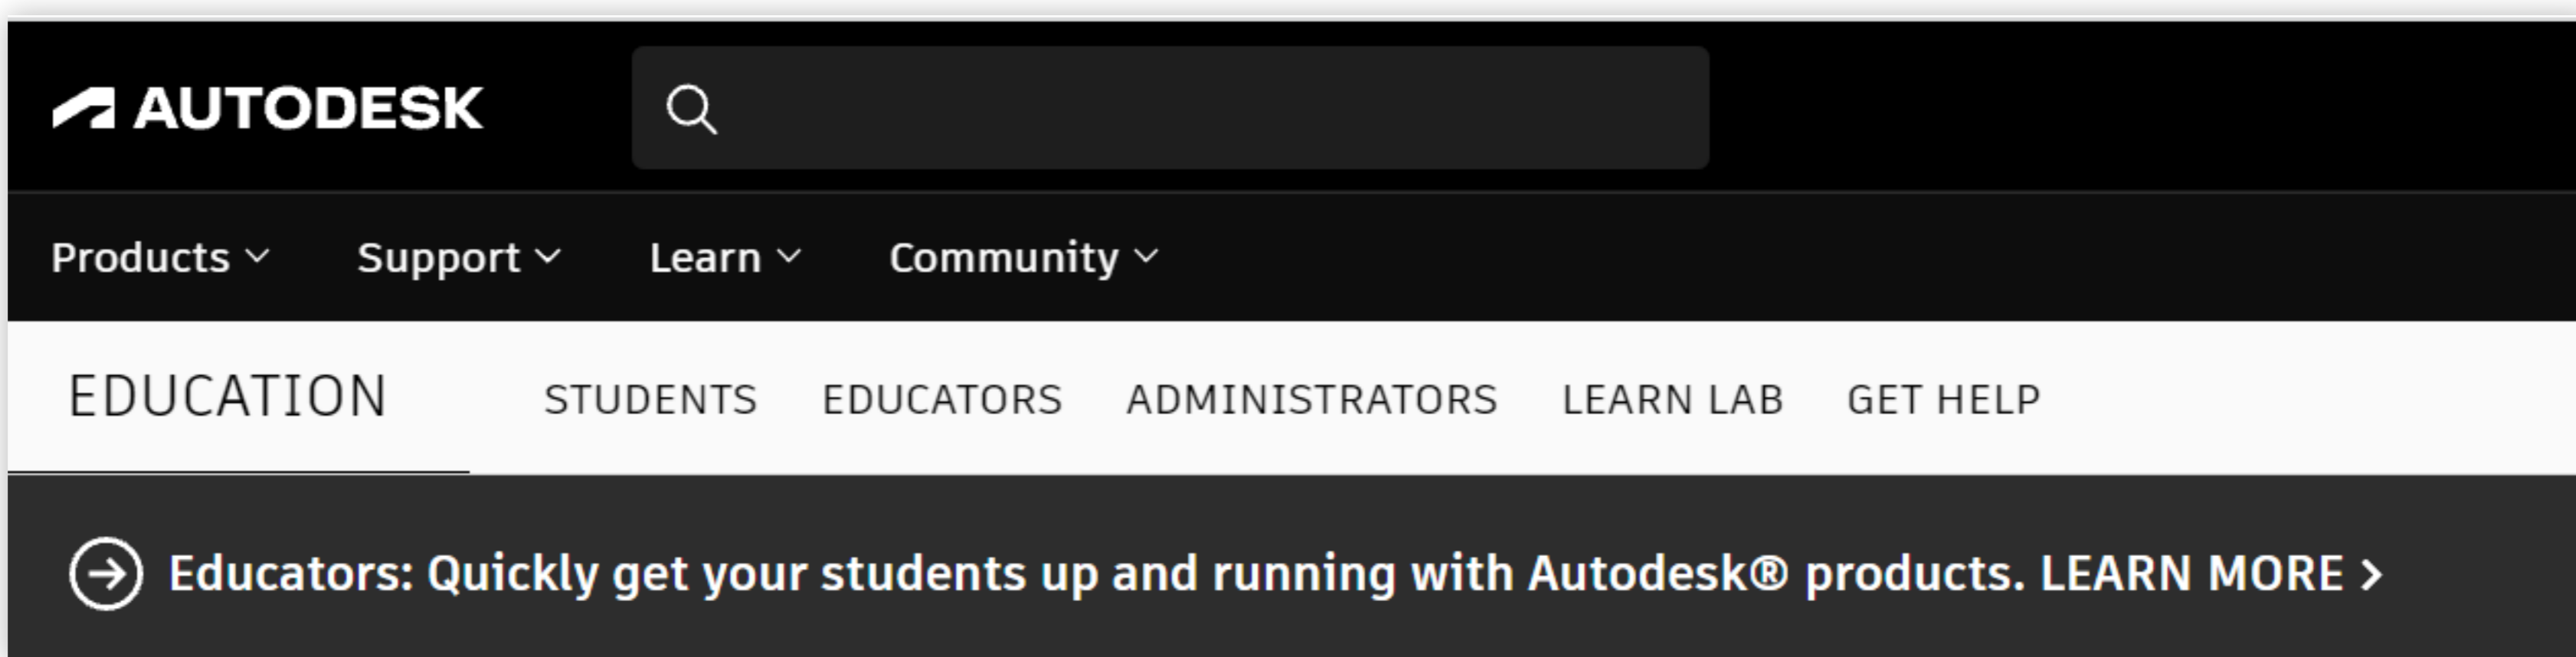 AUTODESK
Products Support Learn Community
EDUCATION STUDENTS EDUCATORS ADMINISTRATORS LEARN LAB GET HELP
Educators: Quickly get your students up and running with Autodesk® products. LEARN MORE >